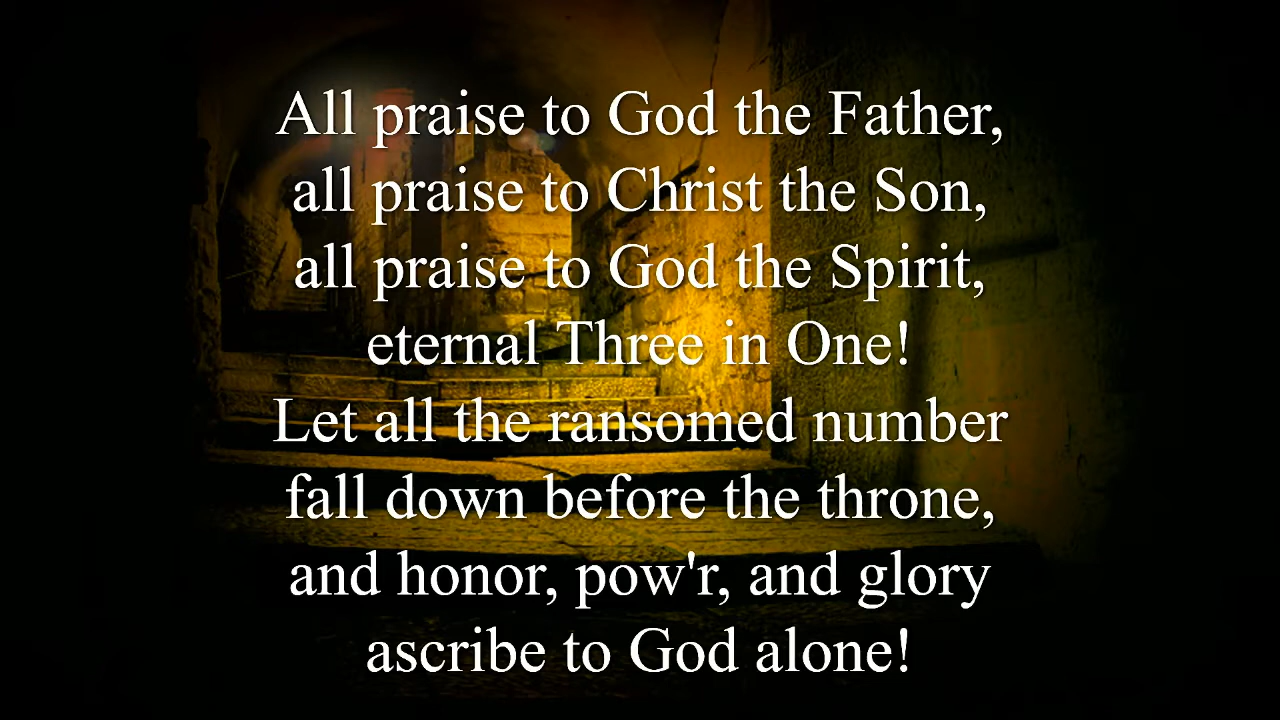 All praise to God the Father,
all praise to Christ the Son,
all praise to God the Spirit,
eternal Three in One!
Let all the ransomed number
fall down before the throne,
and honor, pow'r, and glory
ascribe to God alone!